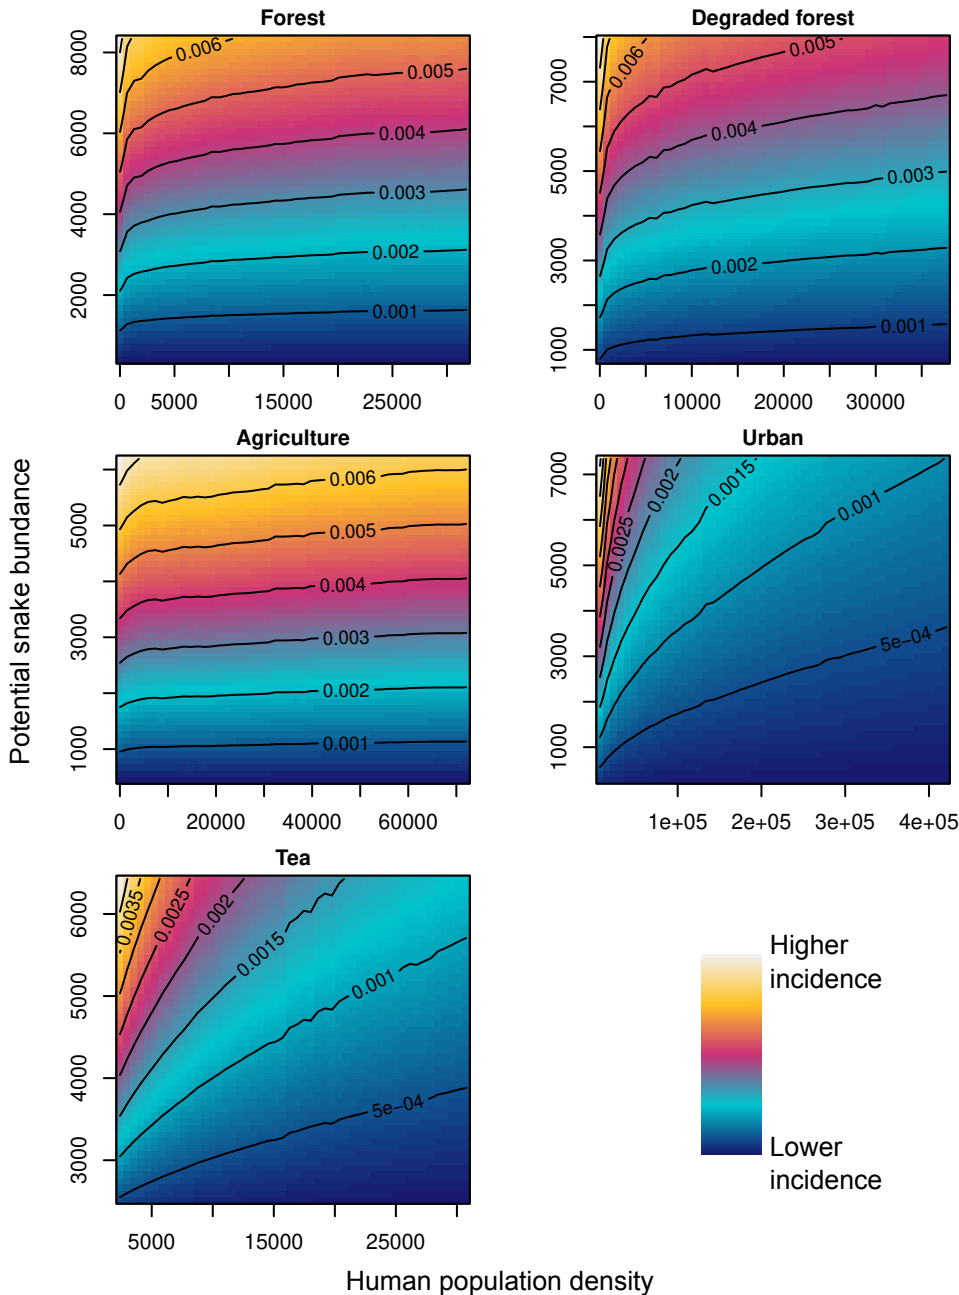 Forest
8000
6000
4000
2000
0.006
0.005
0.004
0.003
0.002
0.001
0 5000 15000 25000
Degraded forest
7000
5000
3000
1000
0.006
0.005
0.004
0.003
0.002
0.001
0 10000 20000 30000
Agriculture
5000
3000
1000
0.006
0.005
0.004
0.003
0.002
0.001
0 20000 40000 60000
Urban
7000
5000
3000
1000
0.0025
0.002
0.0015
0.001
5e−04
1e+05 2e+05 3e+05 4e+05
Potential snake bundance
Tea
6000
5000
4000
3000
0.0035
0.0025
0.002
0.0015
0.001
5e−04
5000 15000 25000
Higher
incidence
Lower
incidence
Human population density